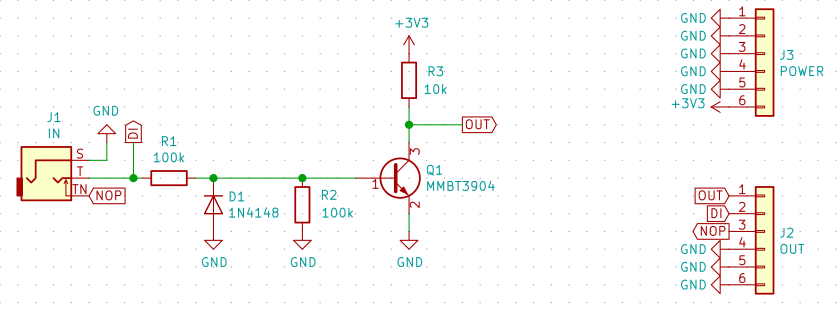 J1
IN
GND
S
T
TN
NOP
DI
R1
100k
D1
1N4148
GND
R2
100k
GND
+3V3
R3
10k
OUT
Q1
MMBT3904
1
3
2
GND
J3
POWER
GND 1
GND 2
GND 3
GND 4
GND 5
+3V3 6
J2
OUT
OUT 1
DI 2
NOP 3
GND 4
GND 5
GND 6